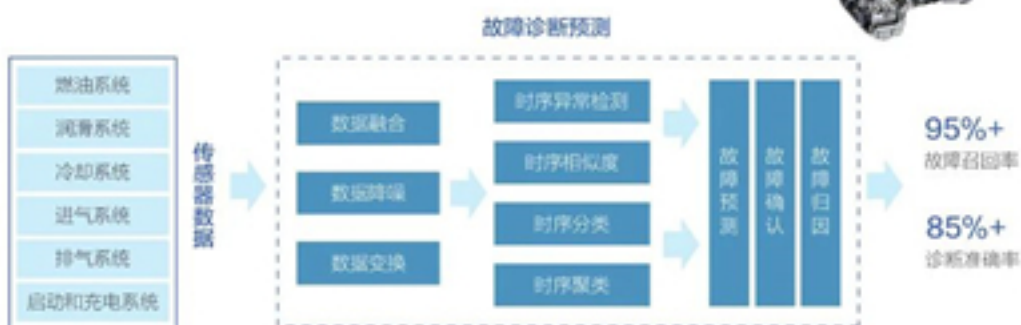 故障诊断预测
燃油系统
润滑系统
冷却系统
进气系统
排气系统
启动和充电系统
传感器数据
数据融合
数据降噪
数据变换
时序异常检测
时序相似度
时序分类
时序聚类
故障预测
故障确认
故障归因
95%+
故障召回率
85%+
诊断准确率